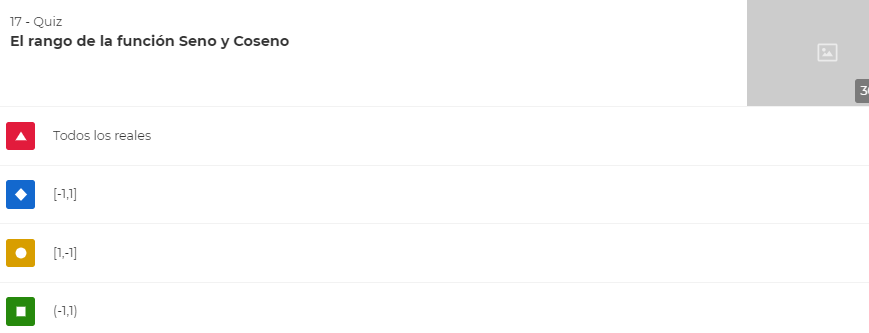 17 - Quiz
El rango de la función Seno y Coseno
Todos los reales
[-1,1]
[1,-1]
(-1,1)